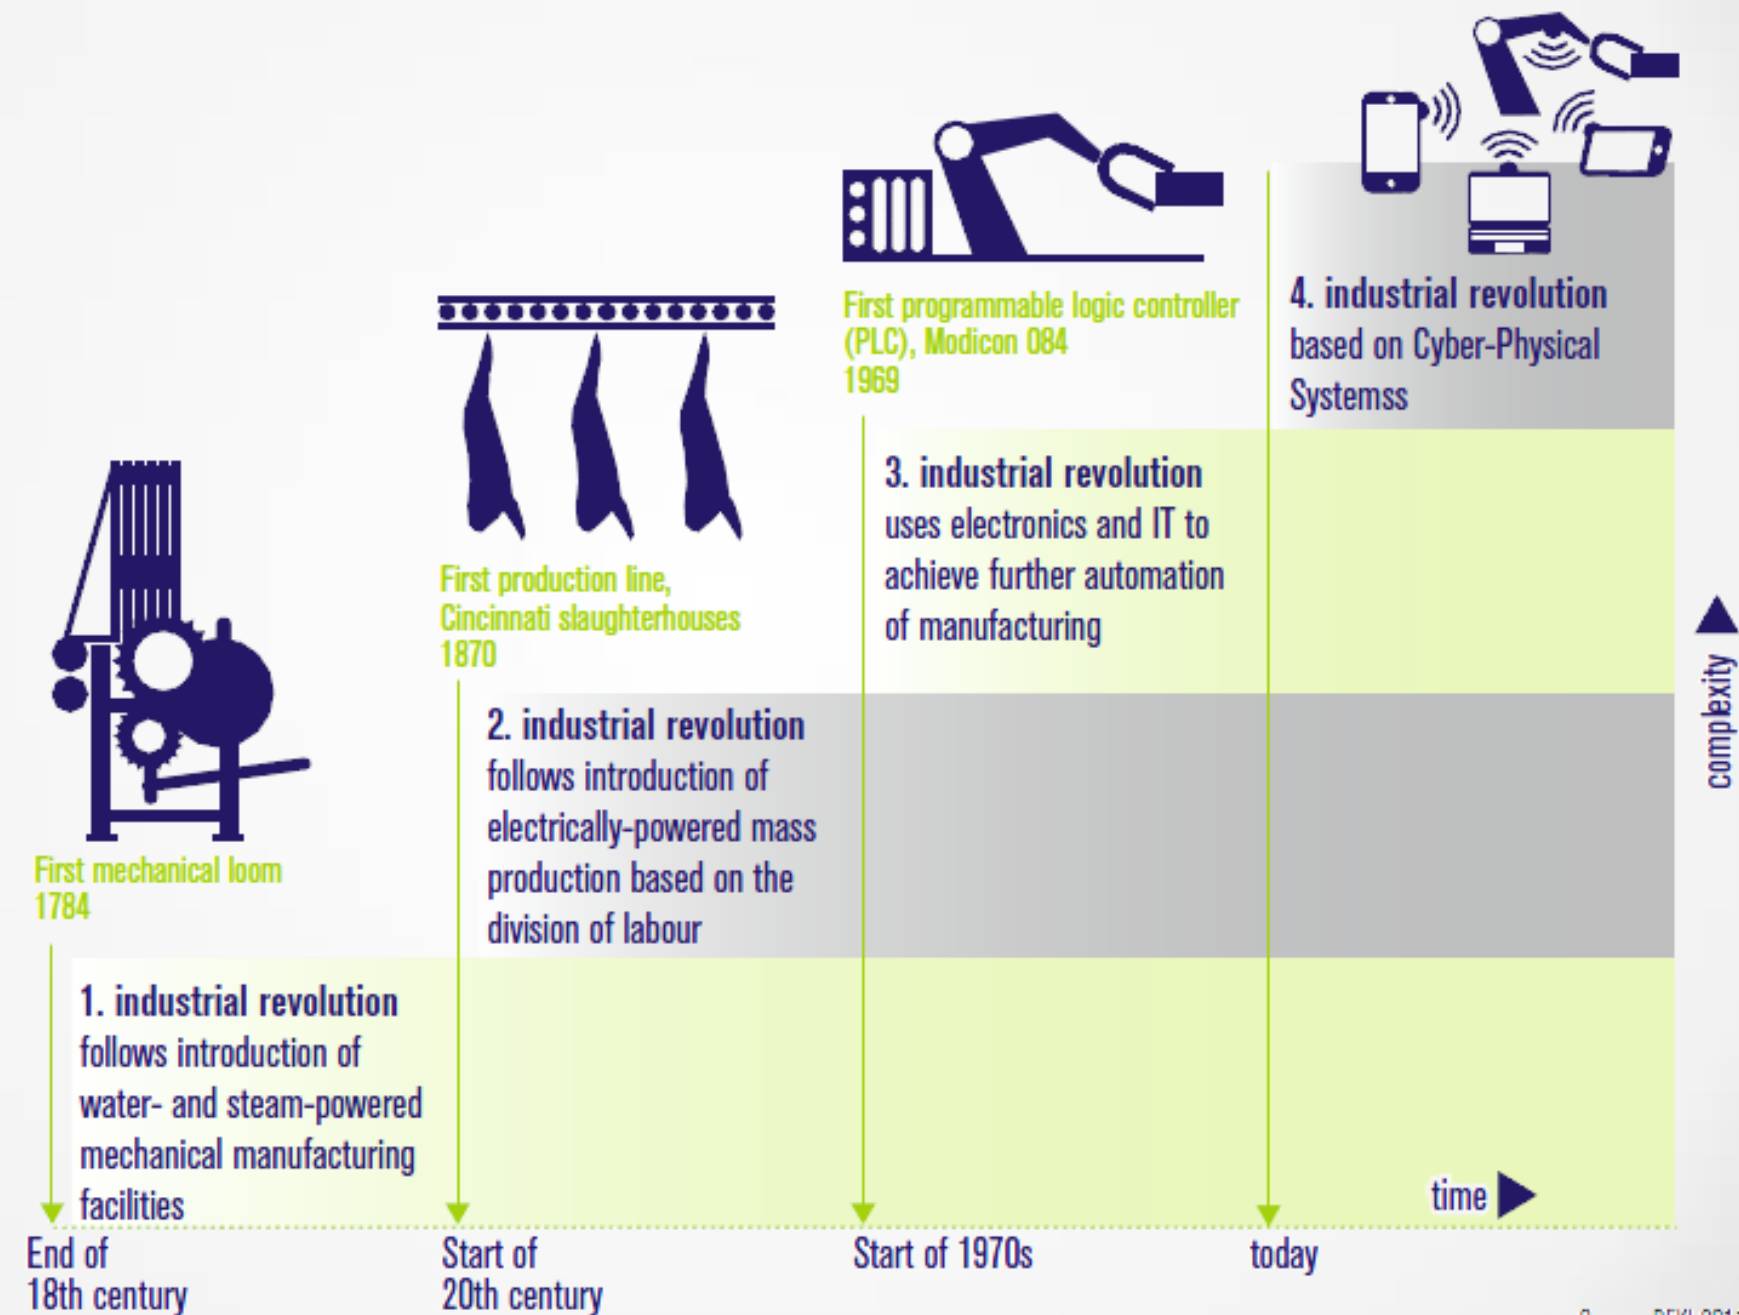 First programmable logic controller
(PLC), Modicon 084
1969
4. industrial revolution
based on Cyber-Physical
Systemss
3. industrial revolution
uses electronics and IT to
achieve further automation
of manufacturing
First production line,
Cincinnati slaughterhouses
1870
2. industrial revolution
follows introduction of
electrically-powered mass
production based on the
division of labour
complexity
First mechanical loom
1784
1. industrial revolution
follows introduction of
water- and steam-powered
mechanical manufacturing
facilities
time
End of
18th century
Start of
20th century
Start of 1970s
today